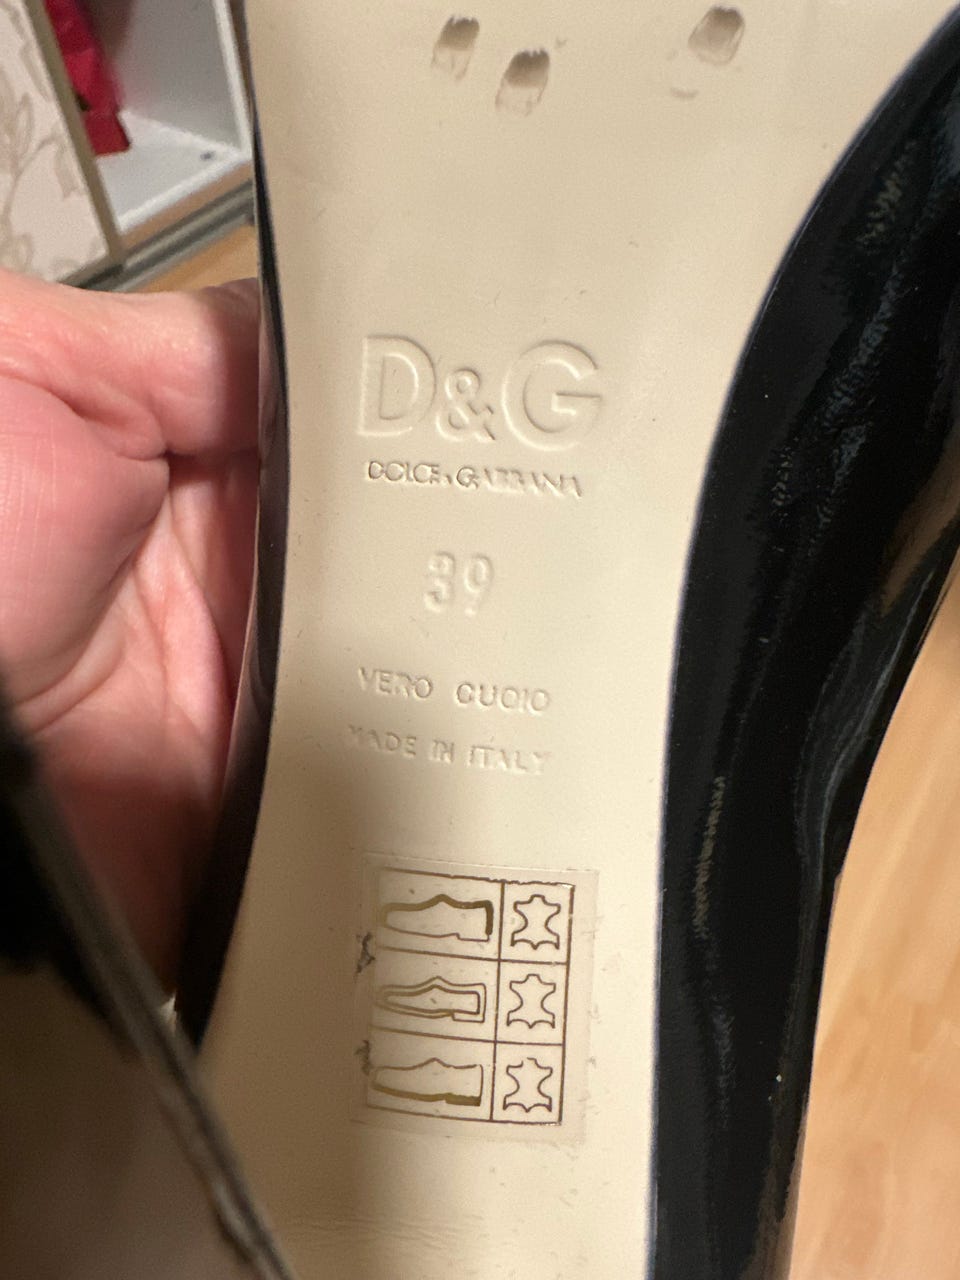 D&G
DOLCE & GABBANA
39
VERO CUOIO
MADE IN ITALY